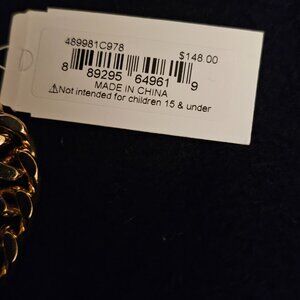 489981C978
$148.00
8 89295 64961 9
MADE IN CHINA
⚠Not intended for children 15 & under